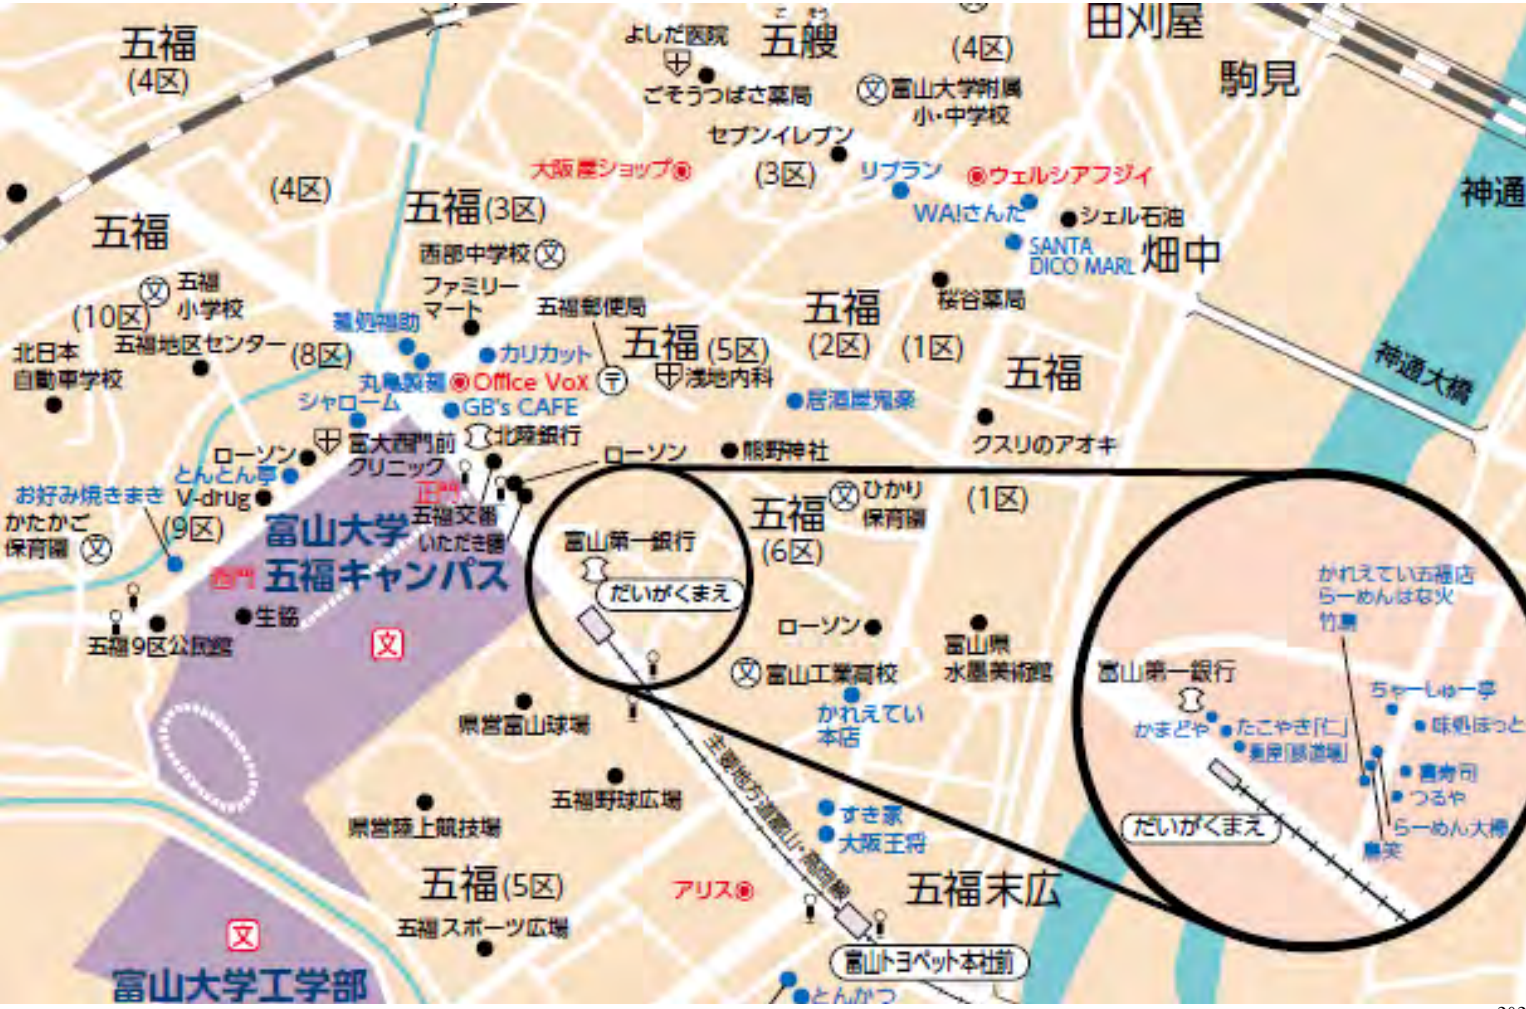 五福
(4区)
よしだ医院
ごそうつばさ薬局
ご そう
五艘
(4区)
富山大学附属
小・中学校
田刈屋
駒見
セブンイレブン
大阪屋ショップ
(3区)
リブラン
ウェルシアフジイ
WA!さんた
シェル石油
SANTA
DICO MARL
畑中
神通
(4区)
五福(3区)
五福
西部中学校
ファミリー
マート
五福
小学校
(10区)
五福地区センター
(8区)
五福郵便局
五福(5区)
浅地内科
五福
(2区)
(1区)
桜谷薬局
五福
神通大橋
北日本
自動車学校
麺処福助
カリカット
丸亀製麺
Office Vox
シャローム
GB's CAFE
居酒屋鬼楽
クスリのアオキ
ローソン
富大西門前
クリニック
北陸銀行
ローソン
熊野神社
とんとん亭
お好み焼きまき
V-drug
正門
五福交番
いただき膳
かたかご
保育園
(9区)
富山大学
五福キャンパス
西門
生協
五福9区公民館
富山第一銀行
だいがくまえ
五福
(6区)
ひかり
保育園
(1区)
ローソン
富山工業高校
富山県
水墨美術館
かれえてい
本店
県営富山球場
五福野球広場
県営陸上競技場
五福(5区)
五福スポーツ広場
主要地方道富山・高岡線
すき家
大阪王将
アリス
五福末広
富山トヨペット本社前
とんかつ
富山大学工学部
かれえてい五福店
らーめんはな火
竹島
富山第一銀行
かまどや
たこやき「仁」
ちゃーしゅー亭
味処ほっと
喜寿司
つるや
だいがくまえ